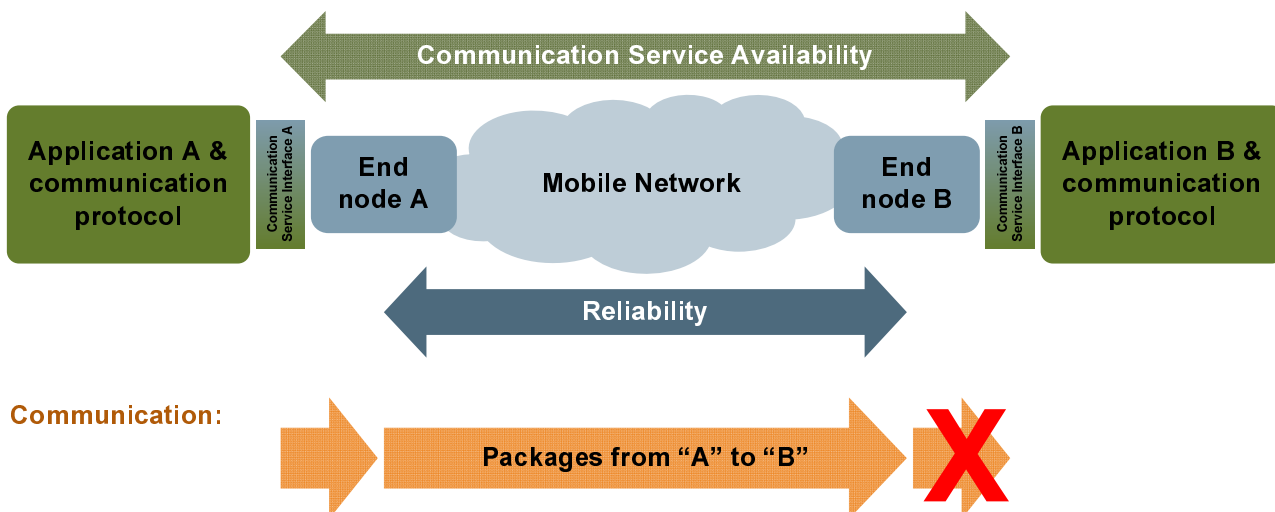 Communication Service Availability
Application A &
communication
protocol
Communication
Service Interface A
End
node A
Mobile Network
End
node B
Communication
Service Interface B
Application B &
communication
protocol
Reliability
Communication:
Packages from “A” to “B”
X